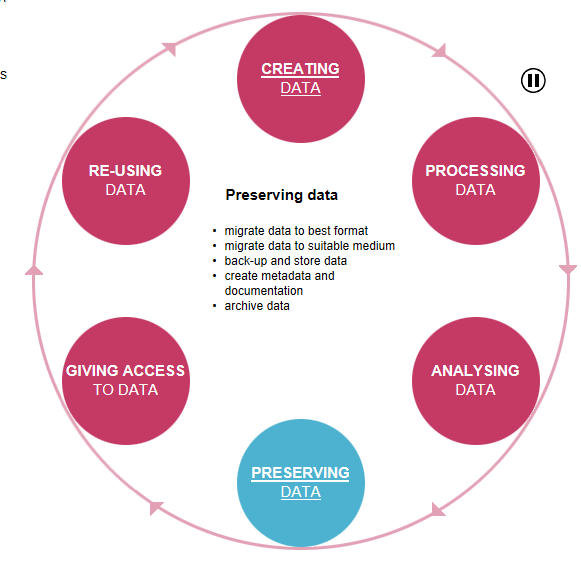 s
CREATING
DATA
RE-USING
DATA
PROCESSING
DATA
Preserving data
• migrate data to best format
• migrate data to suitable medium
• back-up and store data
• create metadata and
documentation
• archive data
GIVING ACCESS
TO DATA
ANALYSING
DATA
PRESERVING
DATA